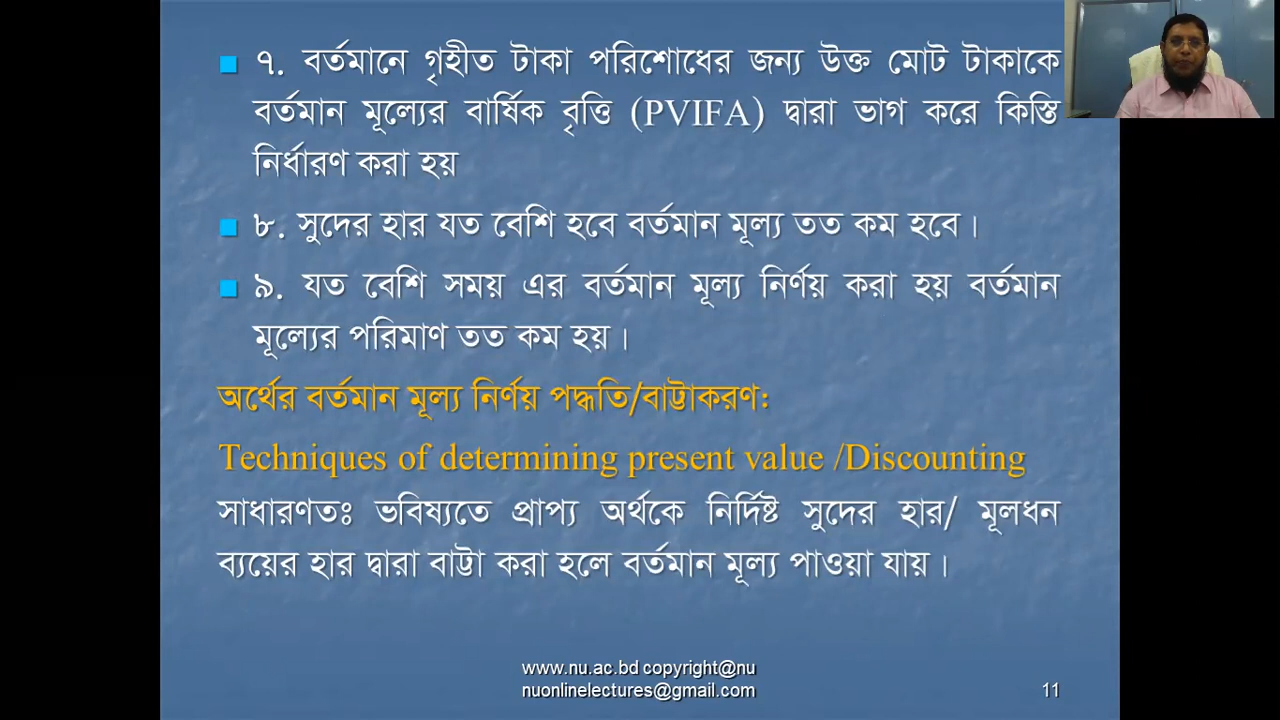 ৭. বর্তমানে গৃহীত টাকা পরিশোধের জন্য উক্ত মোট টাকাকে
বর্তমান মূল্যের বার্ষিক বৃত্তি (PVIFA) দ্বারা ভাগ করে কিস্তি
নির্ধারণ করা হয়
৮. সুদের হার যত বেশি হবে বর্তমান মূল্য তত কম হবে।
৯. যত বেশি সময় এর বর্তমান মূল্য নির্ণয় করা হয় বর্তমান
মূল্যের পরিমাণ তত কম হয়।
অর্থের বর্তমান মূল্য নির্ণয় পদ্ধতি/বাট্টাকরণ:
Techniques of determining present value /Discounting
সাধারণতঃ ভবিষ্যতে প্রাপ্য অর্থকে নির্দিষ্ট সুদের হার/ মূলধন
ব্যয়ের হার দ্বারা বাট্টা করা হলে বর্তমান মূল্য পাওয়া যায়।
www.nu.ac.bd copyright@nu
nuonlinelectures@gmail.com
11